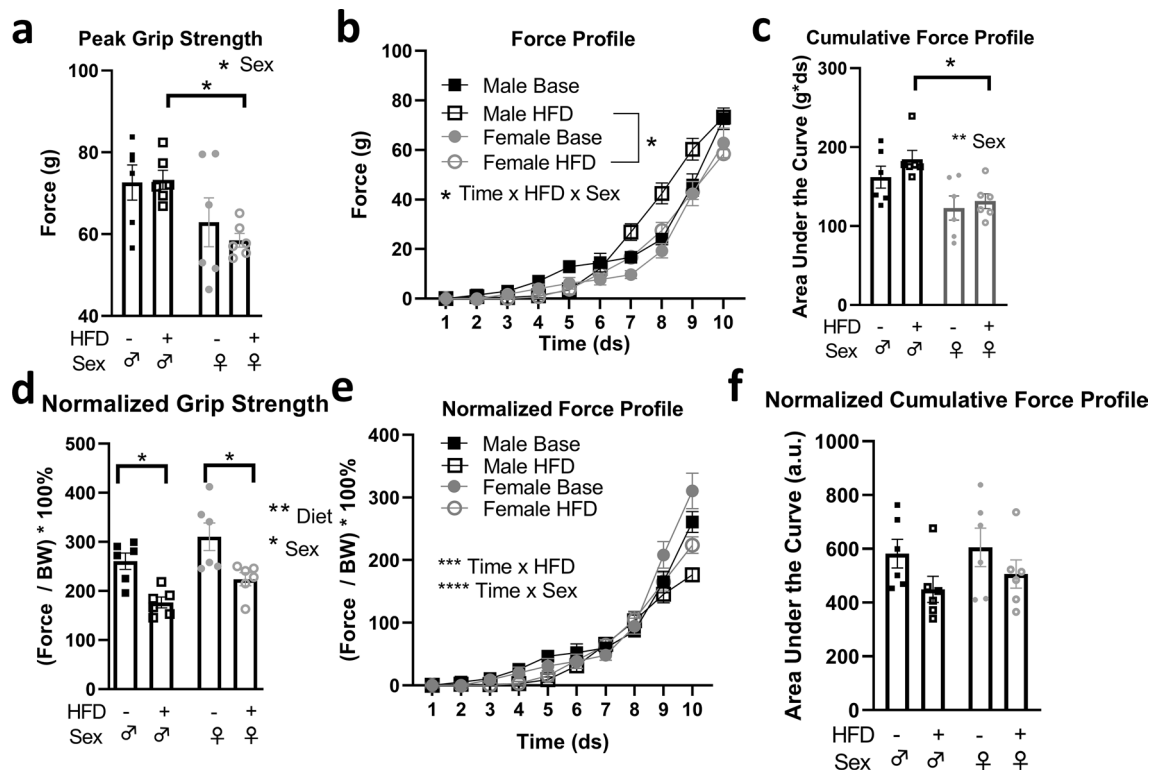 a
Peak Grip Strength
* Sex
*
Force (g)
100
80
60
40
HFD - + - +
Sex ♂ ♂ ♀ ♀
b
Force Profile
Force (g)
100
80
60
40
20
0
Male Base
Male HFD
Female Base
Female HFD
*
* Time x HFD x Sex
1 2 3 4 5 6 7 8 9 10
Time (ds)
c
Cumulative Force Profile
*
** Sex
Area Under the Curve (g*ds)
300
200
100
0
HFD - + - +
Sex ♂ ♂ ♀ ♀
d
Normalized Grip Strength
* *
** Diet
* Sex
(Force / BW) * 100%
500
400
300
200
100
0
HFD - + - +
Sex ♂ ♂ ♀ ♀
e
Normalized Force Profile
(Force / BW) * 100%
400
300
200
100
0
Male Base
Male HFD
Female Base
Female HFD
*** Time x HFD
**** Time x Sex
1 2 3 4 5 6 7 8 9 10
Time (ds)
f
Normalized Cumulative Force Profile
Area Under the Curve (a.u.)
1000
800
600
400
200
0
HFD - + - +
Sex ♂ ♂ ♀ ♀